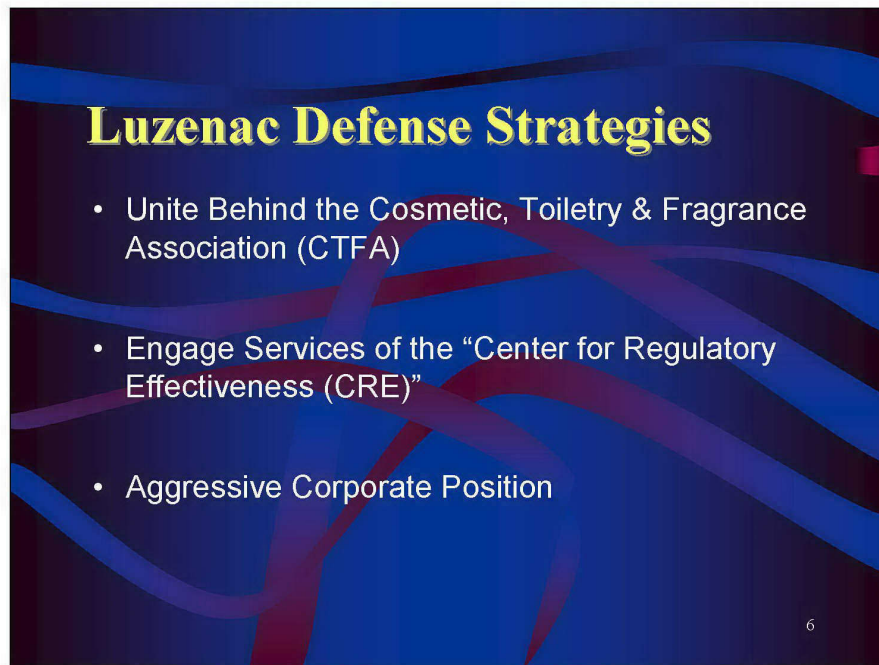 Luzenac Defense Strategies
• Unite Behind the Cosmetic, Toiletry & Fragrance
Association (CTFA)
• Engage Services of the “Center for Regulatory
Effectiveness (CRE)”
• Aggressive Corporate Position
6